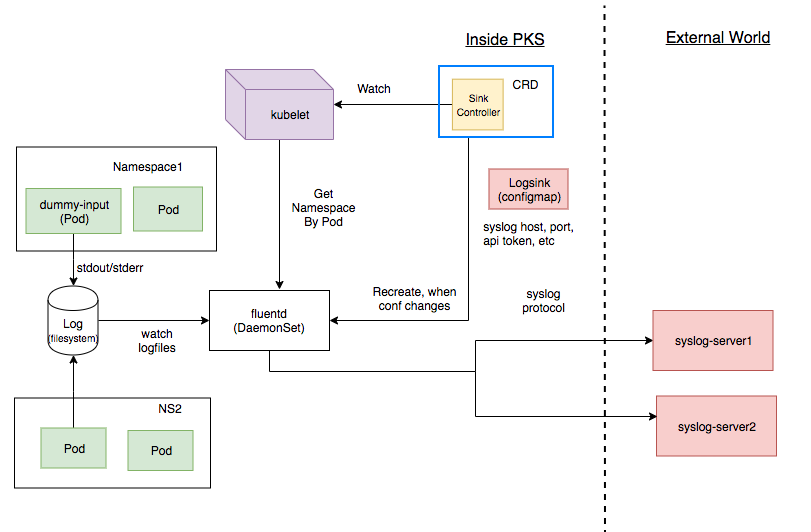 Inside PKS
External World
kubelet
Watch
CRD
Sink
Controller
Namespace1
dummy-input
(Pod)
Pod
Get
Namespace
By Pod
Logsink
(configmap)
syslog host, port,
api token, etc
stdout/stderr
Log
(filesystem)
watch
logfiles
fluentd
(DaemonSet)
Recreate, when
conf changes
syslog
protocol
syslog-server1
syslog-server2
NS2
Pod
Pod